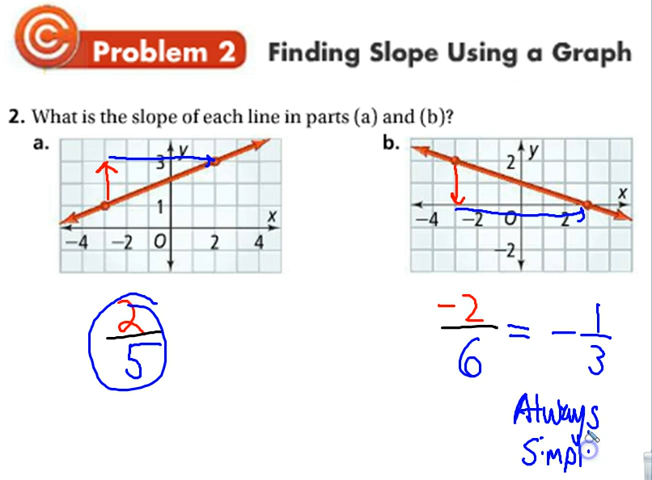 C Problem 2 Finding Slope Using a Graph
2. What is the slope of each line in parts (a) and (b)?
a. b.
3 y
1
x
-4 -2 O 2 4
2 y
x
-4 -2 O 2
-2
2/5
-2/6 = -1/3
Always
Simpl